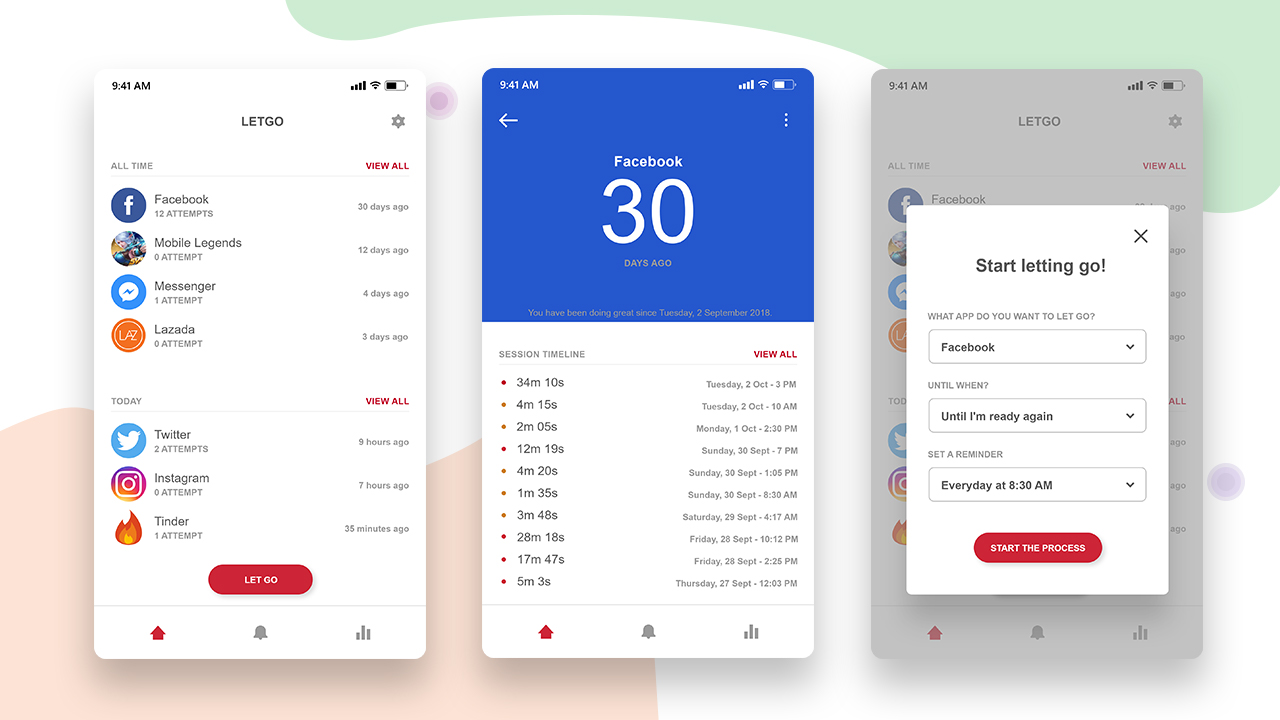 9:41 AM
LETGO
ALL TIME VIEW ALL
Facebook
12 ATTEMPTS 30 days ago
Mobile Legends
0 ATTEMPT 12 days ago
Messenger
1 ATTEMPT 4 days ago
LAZ
Lazada
0 ATTEMPT 3 days ago
TODAY VIEW ALL
Twitter
2 ATTEMPTS 9 hours ago
Instagram
0 ATTEMPT 7 hours ago
Tinder
1 ATTEMPT 35 minutes ago
LET GO
9:41 AM
Facebook
30
DAYS AGO
You have been doing great since Tuesday, 2 September 2018.
SESSION TIMELINE VIEW ALL
34m 10s Tuesday, 2 Oct - 3 PM
4m 15s Tuesday, 2 Oct - 10 AM
2m 05s Monday, 1 Oct - 2:30 PM
12m 19s Sunday, 30 Sept - 7 PM
4m 20s Sunday, 30 Sept - 1:05 PM
1m 35s Sunday, 30 Sept - 8:30 AM
3m 48s Saturday, 29 Sept - 4:17 AM
28m 18s Friday, 28 Sept - 10:12 PM
17m 47s Friday, 28 Sept - 2:25 PM
5m 3s Thursday, 27 Sept - 12:03 PM
9:41 AM
LETGO
ALL TIME VIEW ALL
Facebook
Start letting go!
WHAT APP DO YOU WANT TO LET GO?
Facebook
UNTIL WHEN?
Until I'm ready again
SET A REMINDER
Everyday at 8:30 AM
START THE PROCESS